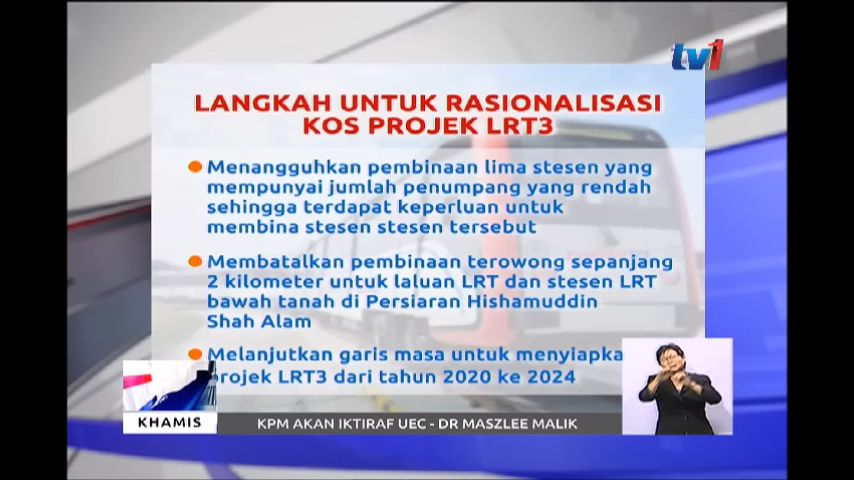 tv1
LANGKAH UNTUK RASIONALISASI
KOS PROJEK LRT3
Menangguhkan pembinaan lima stesen yang
mempunyai jumlah penumpang yang rendah
sehingga terdapat keperluan untuk
membina stesen stesen tersebut
Membatalkan pembinaan terowong sepanjang
2 kilometer untuk laluan LRT dan stesen LRT
bawah tanah di Persiaran Hishamuddin
Shah Alam
Melanjutkan garis masa untuk menyiapka
rojek LRT3 dari tahun 2020 ke 2024
KHAMIS
KPM AKAN IKTIRAF UEC - DR MASZLEE MALIK